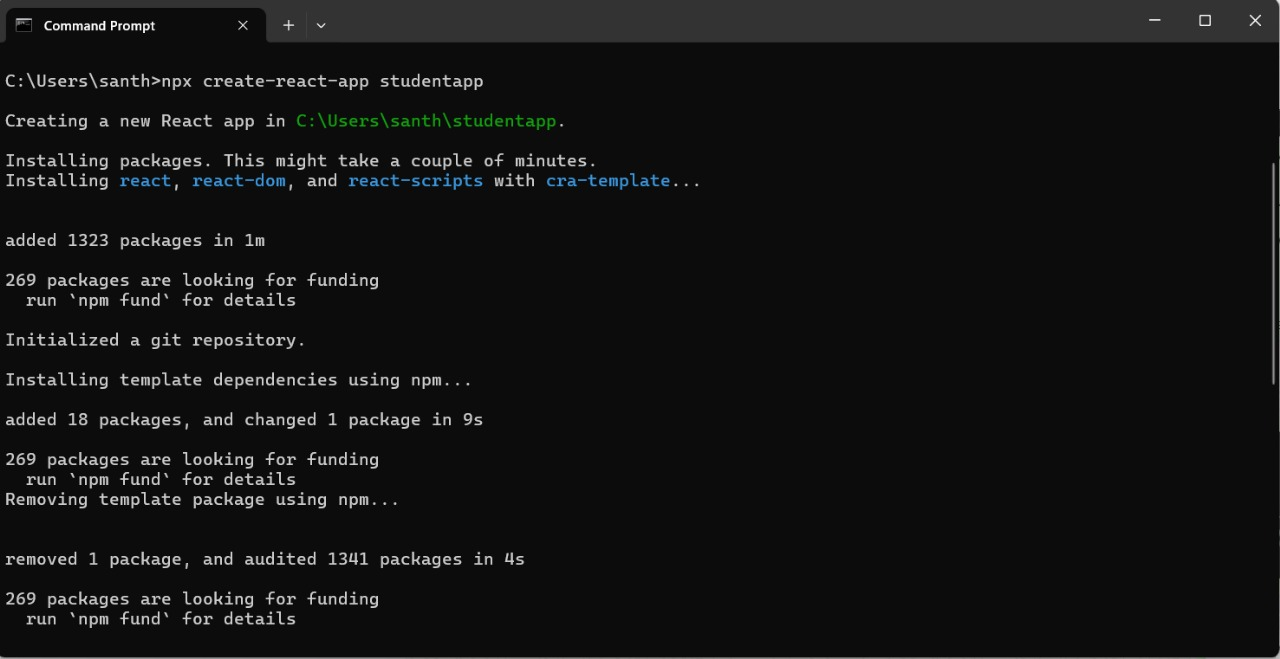 Command Prompt
C:\Users\santh>npx create-react-app studentapp
Creating a new React app in C:\Users\santh\studentapp.
Installing packages. This might take a couple of minutes.
Installing react, react-dom, and react-scripts with cra-template...
added 1323 packages in 1m
269 packages are looking for funding
  run `npm fund` for details
Initialized a git repository.
Installing template dependencies using npm...
added 18 packages, and changed 1 package in 9s
269 packages are looking for funding
  run `npm fund` for details
Removing template package using npm...
removed 1 package, and audited 1341 packages in 4s
269 packages are looking for funding
  run `npm fund` for details